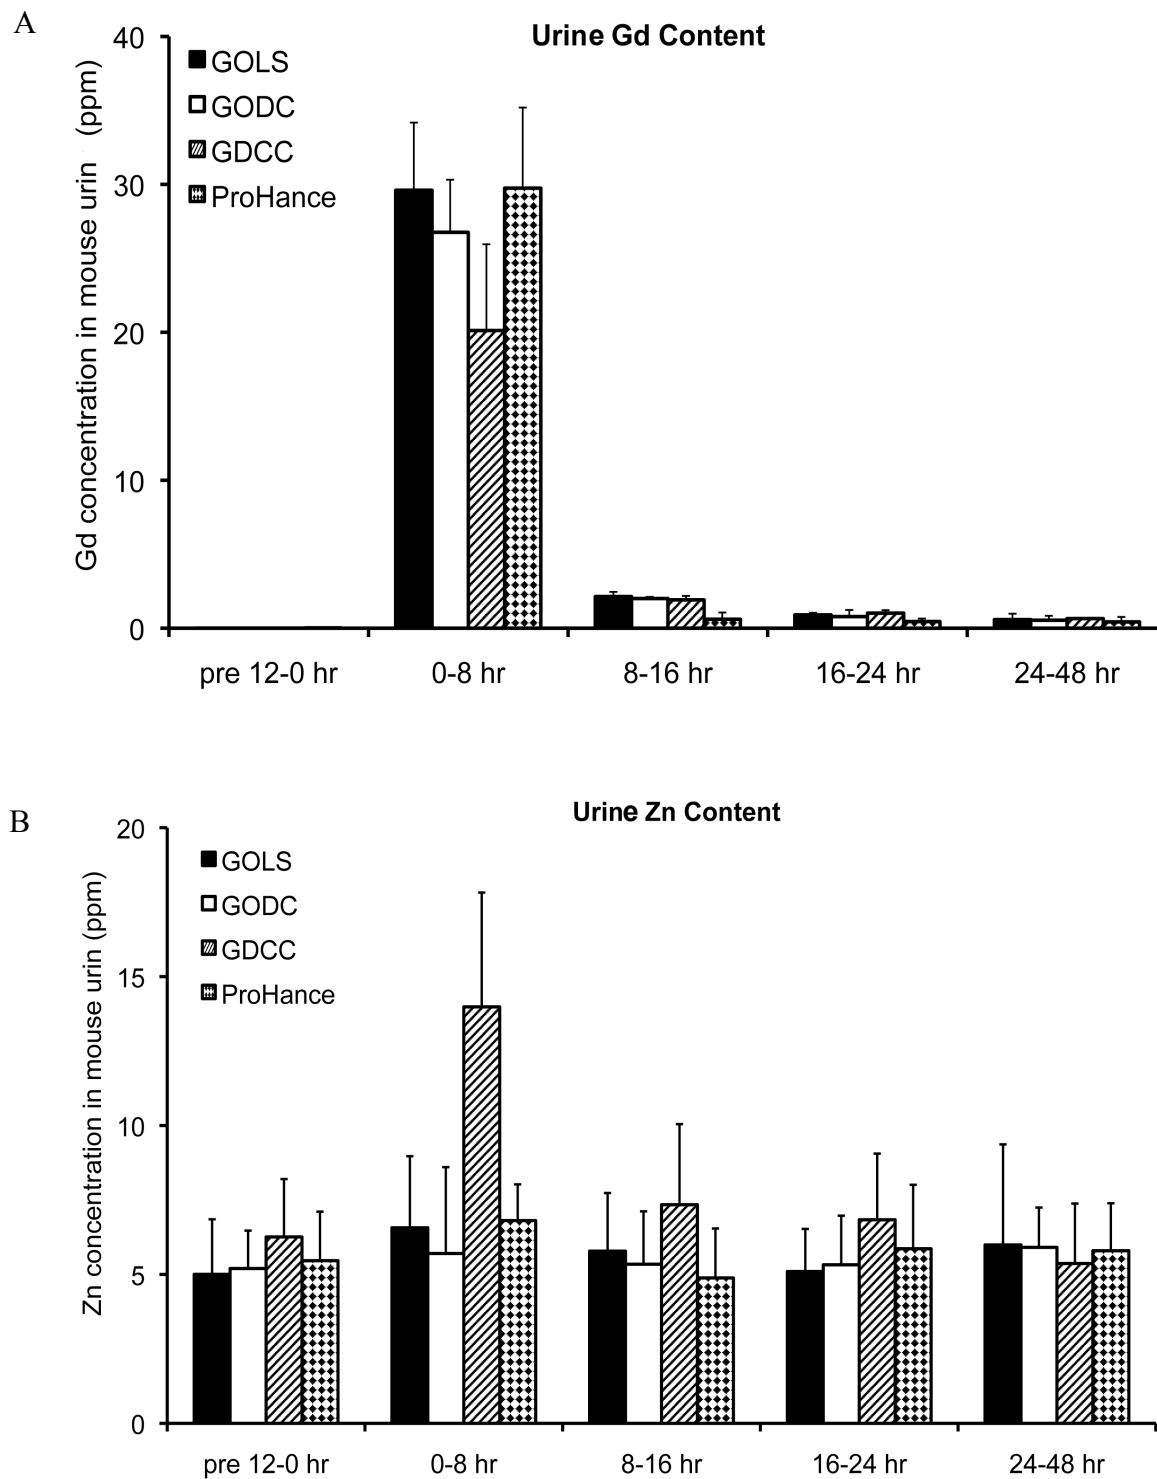 A
Urine Gd Content
Gd concentration in mouse urin (ppm)
40
30
20
10
0
GOLS
GODC
GDCC
ProHance
pre 12-0 hr 0-8 hr 8-16 hr 16-24 hr 24-48 hr
B
Urine Zn Content
Zn concentration in mouse urin (ppm)
20
15
10
5
0
GOLS
GODC
GDCC
ProHance
pre 12-0 hr 0-8 hr 8-16 hr 16-24 hr 24-48 hr